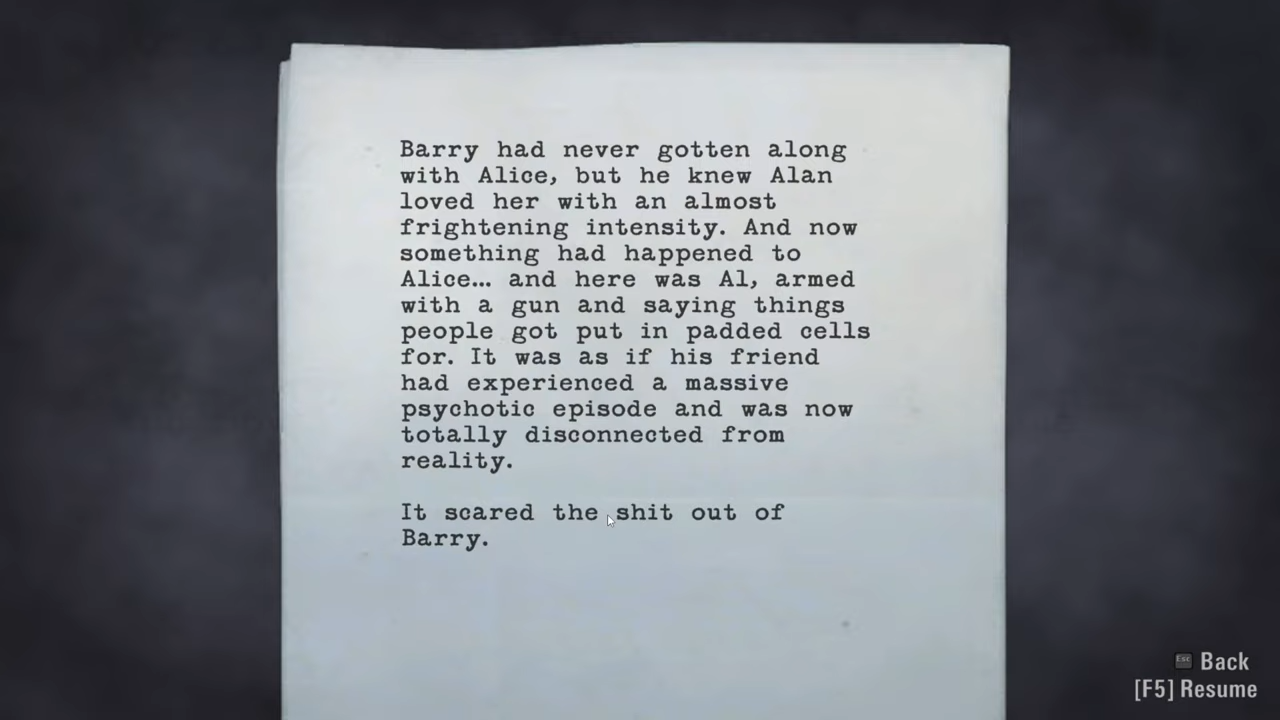 Barry had never gotten along
with Alice, but he knew Alan
loved her with an almost
frightening intensity. And now
something had happened to
Alice... and here was Al, armed
with a gun and saying things
people got put in padded cells
for. It was as if his friend
had experienced a massive
psychotic episode and was now
totally disconnected from
reality.
It scared the shit out of
Barry.
Esc Back
[F5] Resume